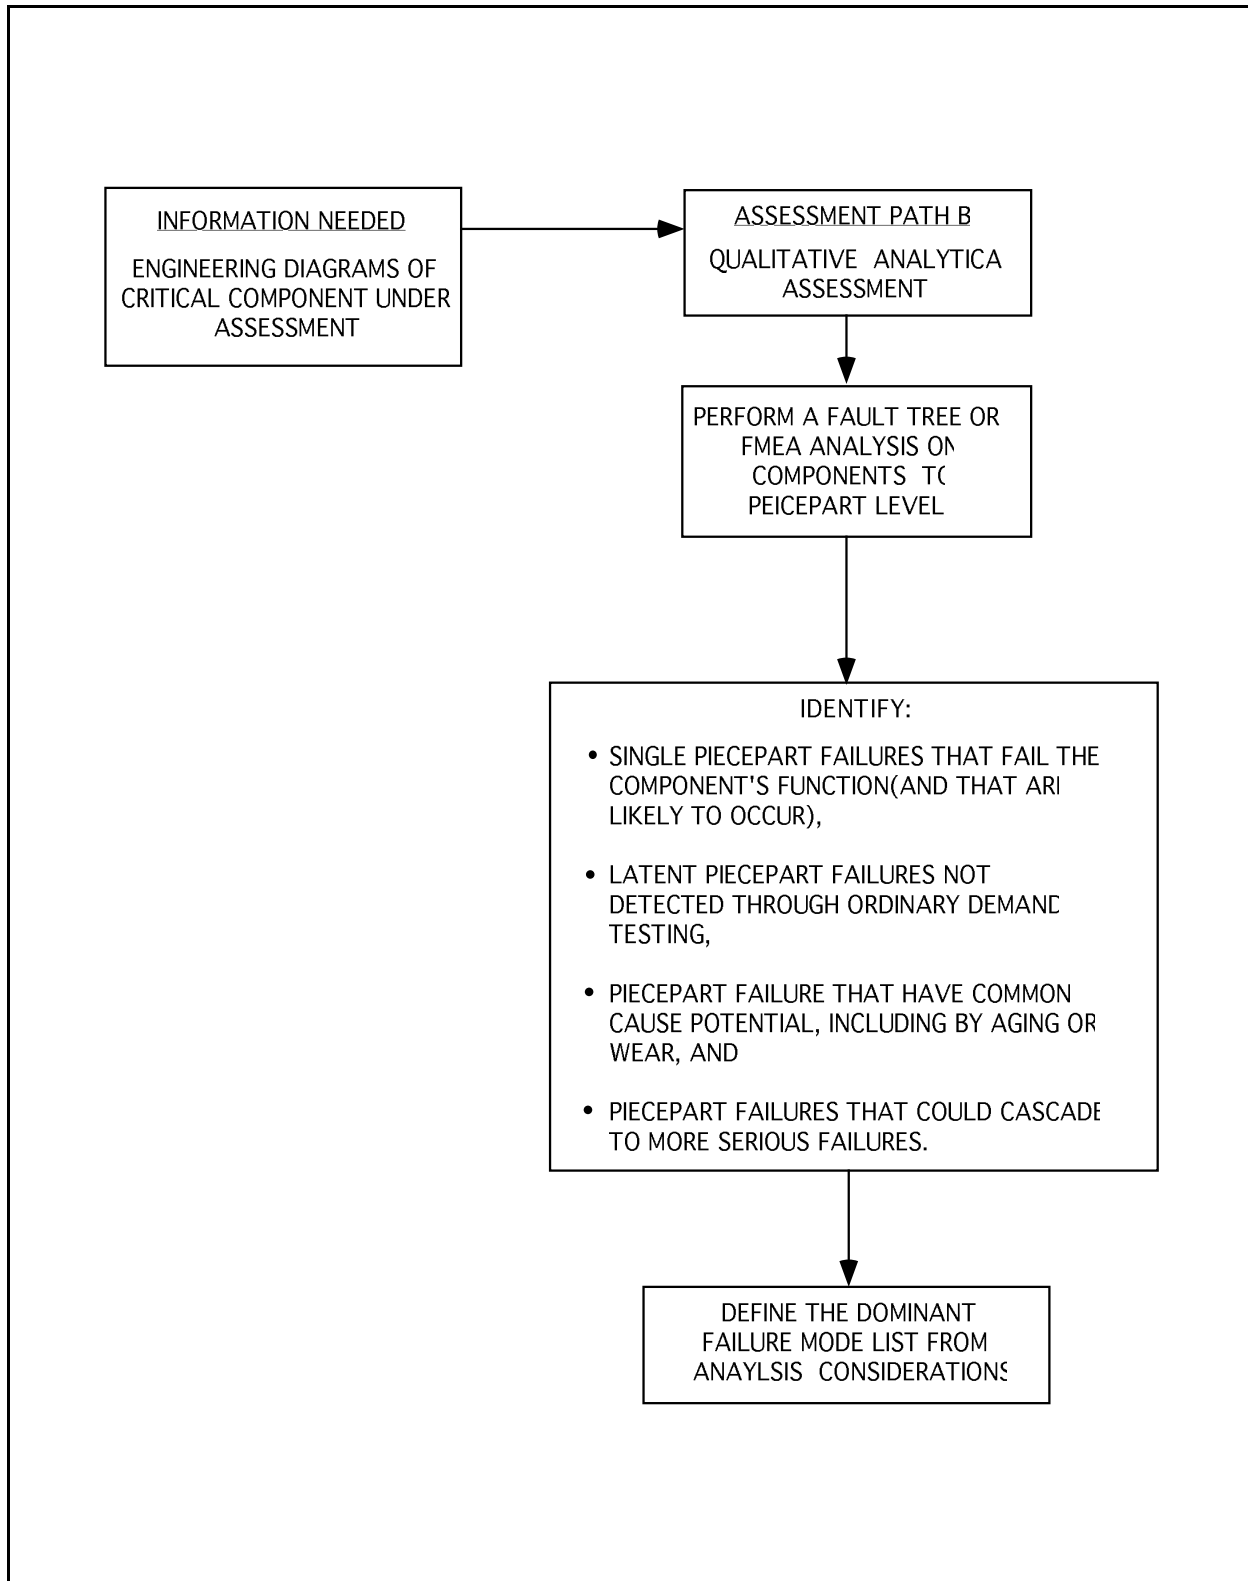 INFORMATION NEEDED
ENGINEERING DIAGRAMS OF
CRITICAL COMPONENT UNDER
ASSESSMENT
ASSESSMENT PATH B
QUALITATIVE ANALYTICA
ASSESSMENT
PERFORM A FAULT TREE OR
FMEA ANALYSIS ON
COMPONENTS TO
PEICEPART LEVEL
IDENTIFY:
• SINGLE PIECEPART FAILURES THAT FAIL THE
COMPONENT'S FUNCTION(AND THAT ARE
LIKELY TO OCCUR),
• LATENT PIECEPART FAILURES NOT
DETECTED THROUGH ORDINARY DEMAND
TESTING,
• PIECEPART FAILURE THAT HAVE COMMON
CAUSE POTENTIAL, INCLUDING BY AGING OR
WEAR, AND
• PIECEPART FAILURES THAT COULD CASCADE
TO MORE SERIOUS FAILURES.
DEFINE THE DOMINANT
FAILURE MODE LIST FROM
ANAYLSIS CONSIDERATIONS